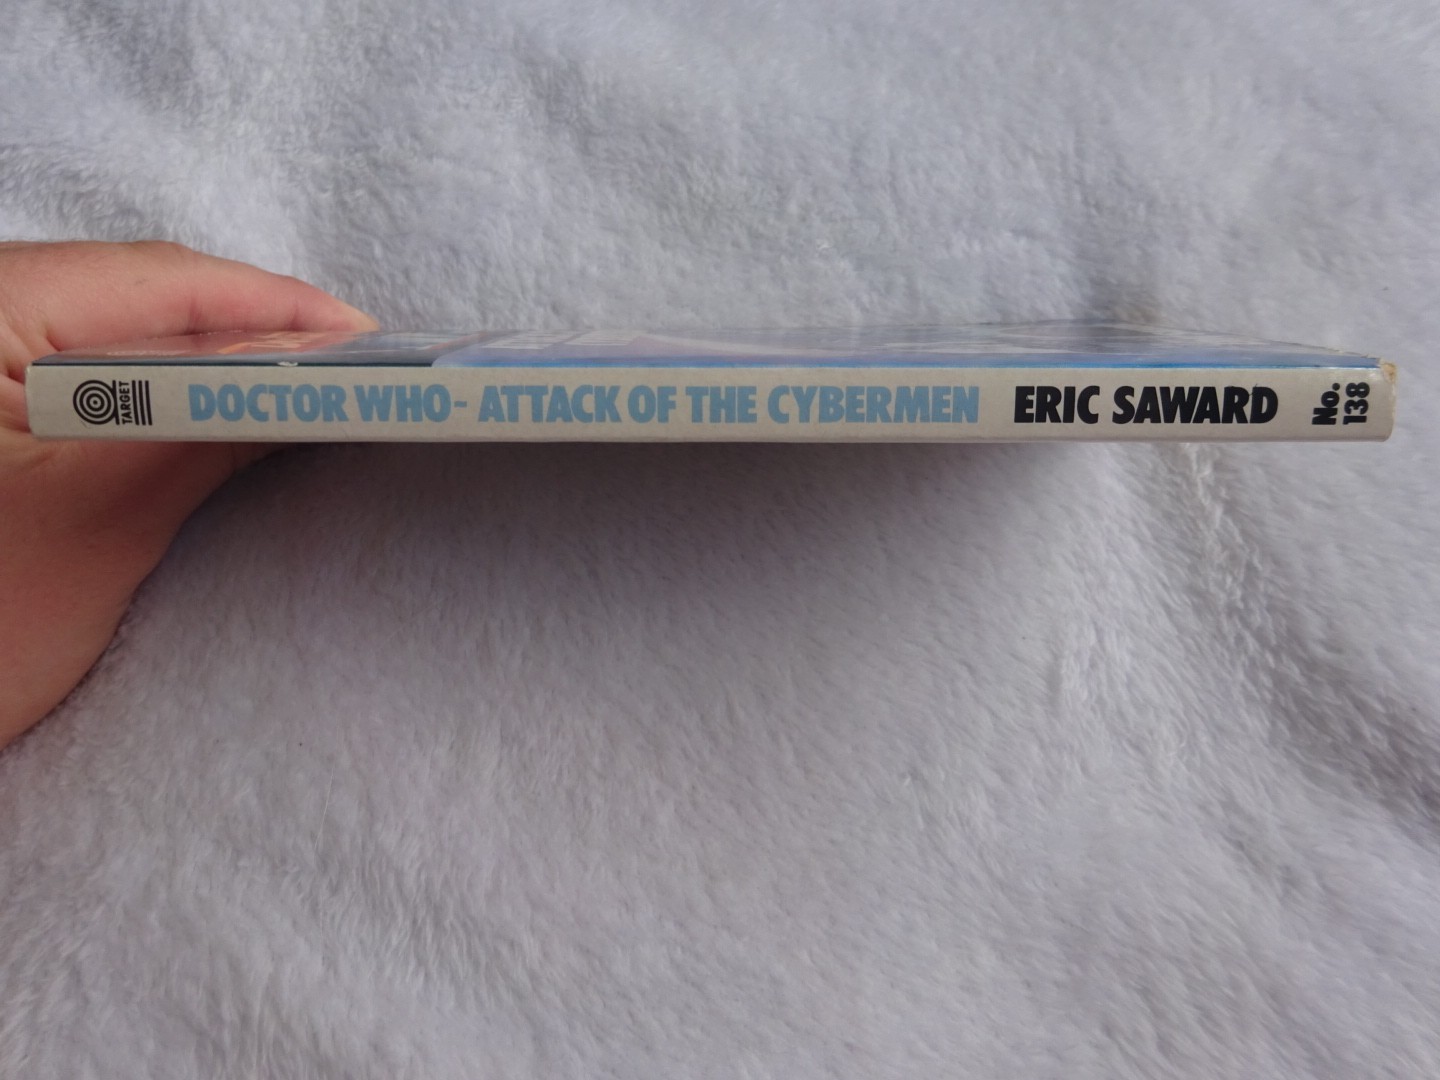 TARGET
DOCTOR WHO- ATTACK OF THE CYBERMEN
ERIC SAWARD
No.
138